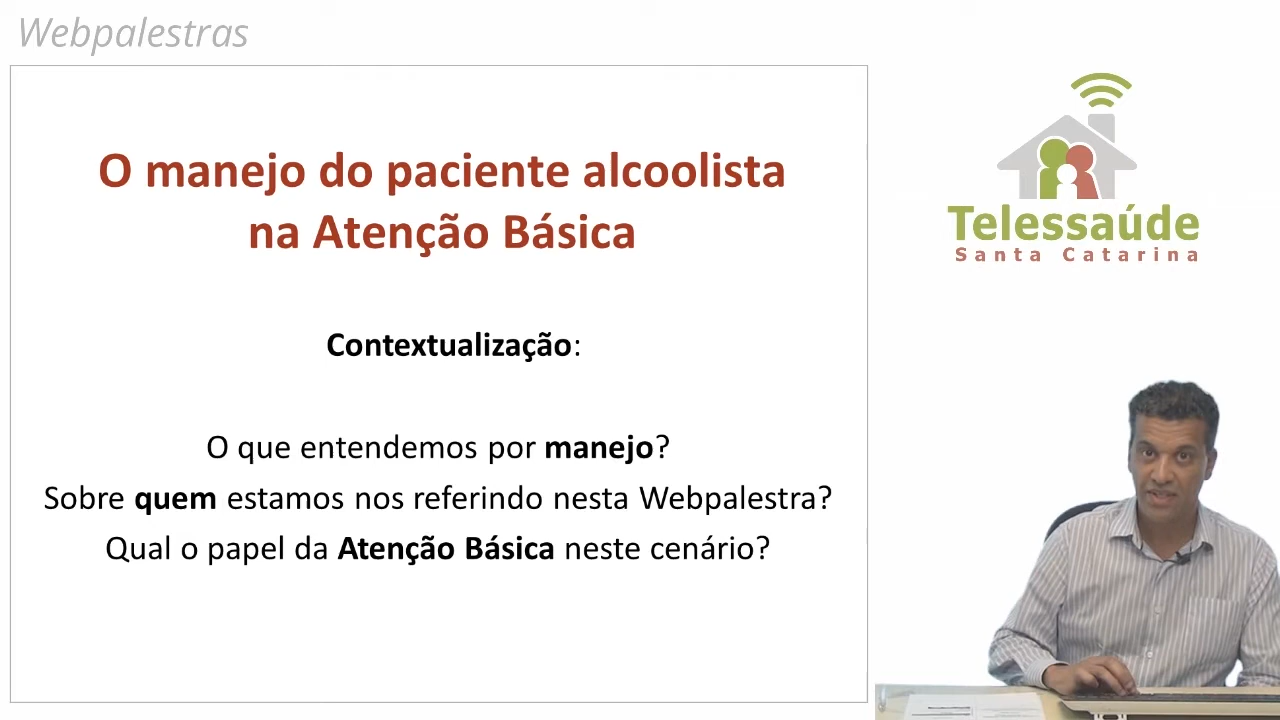 Webpalestras
O manejo do paciente alcoolista
na Atenção Básica
Contextualização:
O que entendemos por manejo?
Sobre quem estamos nos referindo nesta Webpalestra?
Qual o papel da Atenção Básica neste cenário?
Telessaúde
Santa Catarina